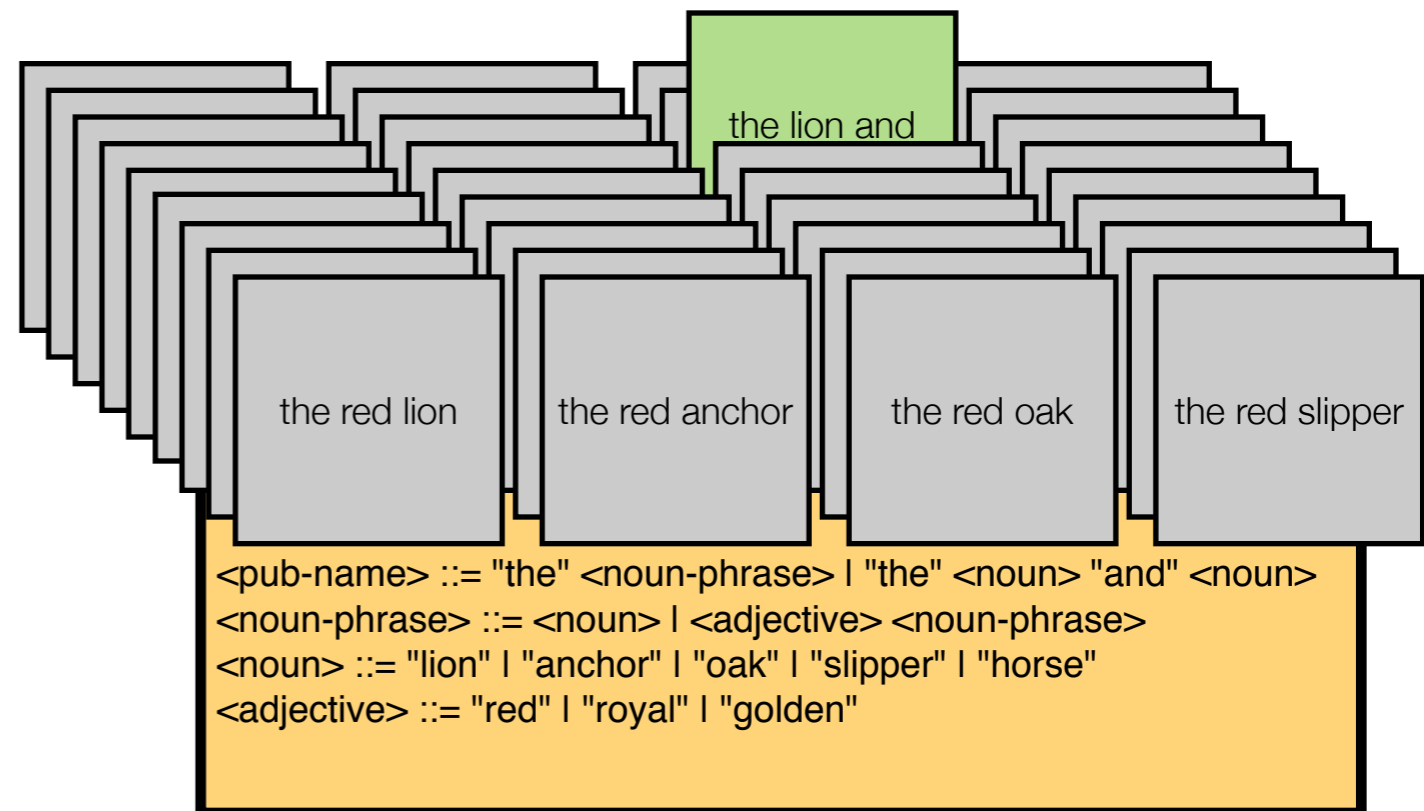 the lion and
the red lion
the red anchor
the red oak
the red slipper
<pub-name> ::= "the" <noun-phrase> | "the" <noun> "and" <noun>
<noun-phrase> ::= <noun> | <adjective> <noun-phrase>
<noun> ::= "lion" | "anchor" | "oak" | "slipper" | "horse"
<adjective> ::= "red" | "royal" | "golden"